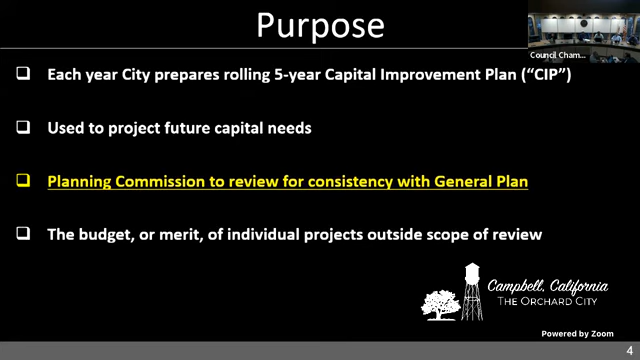 Purpose
Council Cham...
Each year City prepares rolling 5-year Capital Improvement Plan (“CIP”)
Used to project future capital needs
Planning Commission to review for consistency with General Plan
The budget, or merit, of individual projects outside scope of review
Campbell, California
THE ORCHARD CITY
Powered by Zoom
4